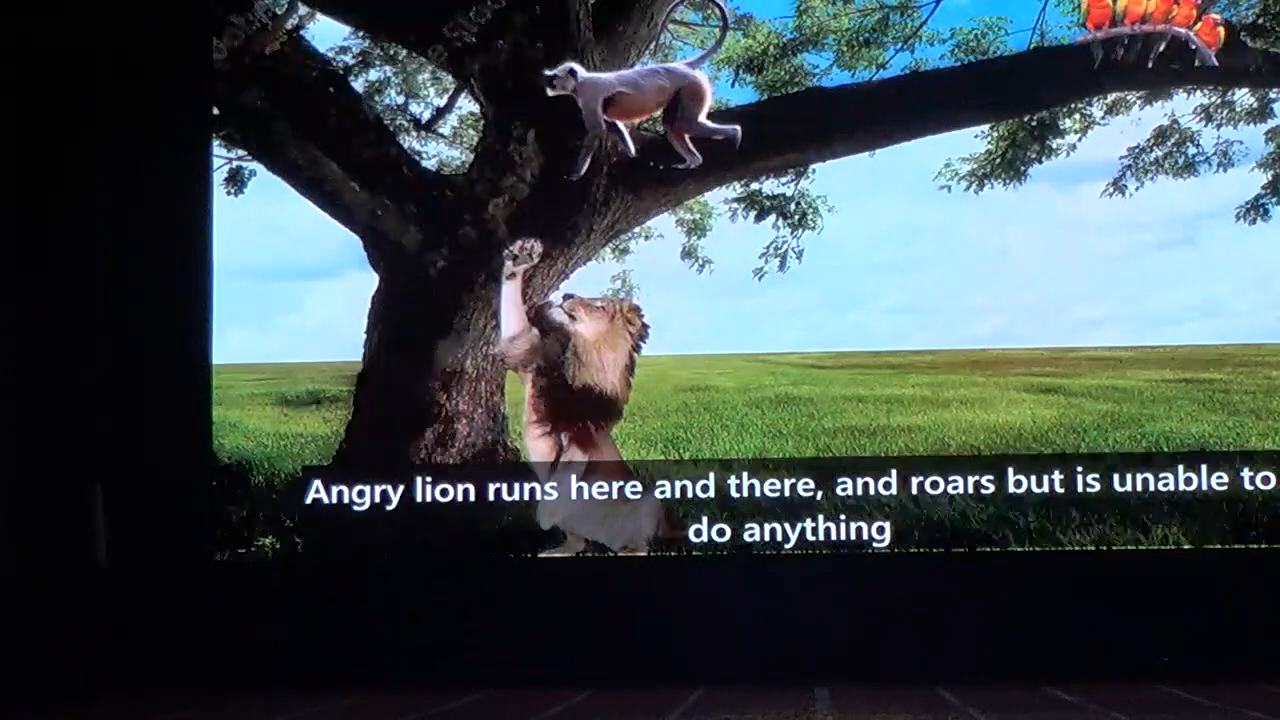 Angry lion runs here and there, and roars but is unable to
do anything